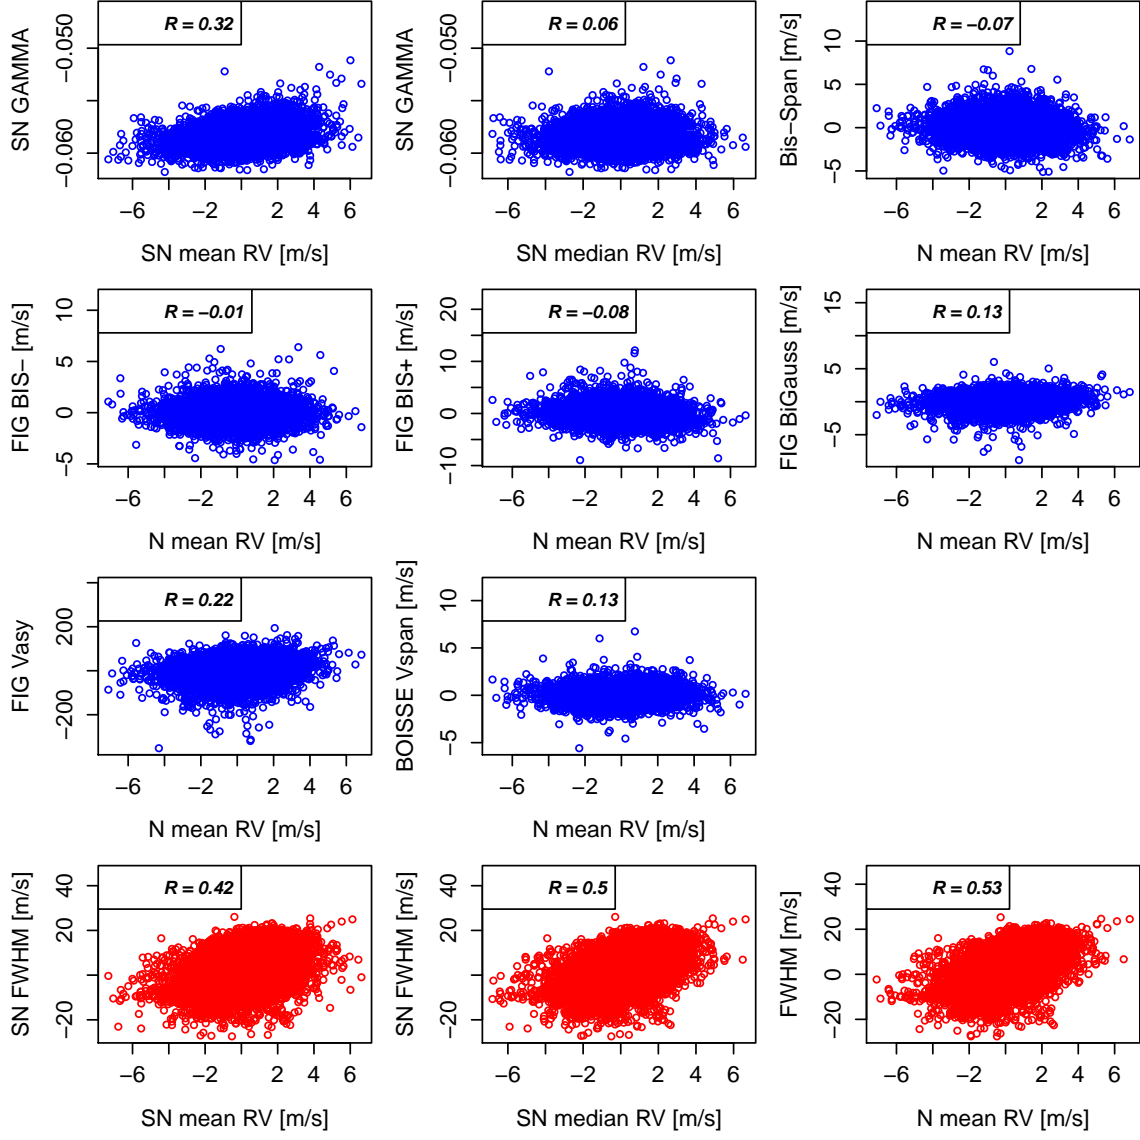 R = 0.32
SN GAMMA
−0.060 −0.050
−6 −2 2 4 6
SN mean RV [m/s]
R = 0.06
SN GAMMA
−0.060 −0.050
−6 −2 2 4 6
SN median RV [m/s]
R = −0.07
Bis−Span [m/s]
−5 0 5 10
−6 −2 2 4 6
N mean RV [m/s]
R = −0.01
FIG BIS− [m/s]
−5 0 5 10
−6 −2 2 4 6
N mean RV [m/s]
R = −0.08
FIG BIS+ [m/s]
−10 0 10 20
−6 −2 2 4 6
N mean RV [m/s]
R = 0.13
FIG BiGauss [m/s]
−5 5 15
−6 −2 2 4 6
N mean RV [m/s]
R = 0.22
FIG Vasy
−200 200
−6 −2 2 4 6
N mean RV [m/s]
R = 0.13
BOISSE Vspan [m/s]
−5 0 5 10
−6 −2 2 4 6
N mean RV [m/s]
R = 0.42
SN FWHM [m/s]
−20 20 40
−6 −2 2 4 6
SN mean RV [m/s]
R = 0.5
SN FWHM [m/s]
−20 20 40
−6 −2 2 4 6
SN median RV [m/s]
R = 0.53
FWHM [m/s]
−20 0 20 40
−6 −2 2 4 6
N mean RV [m/s]